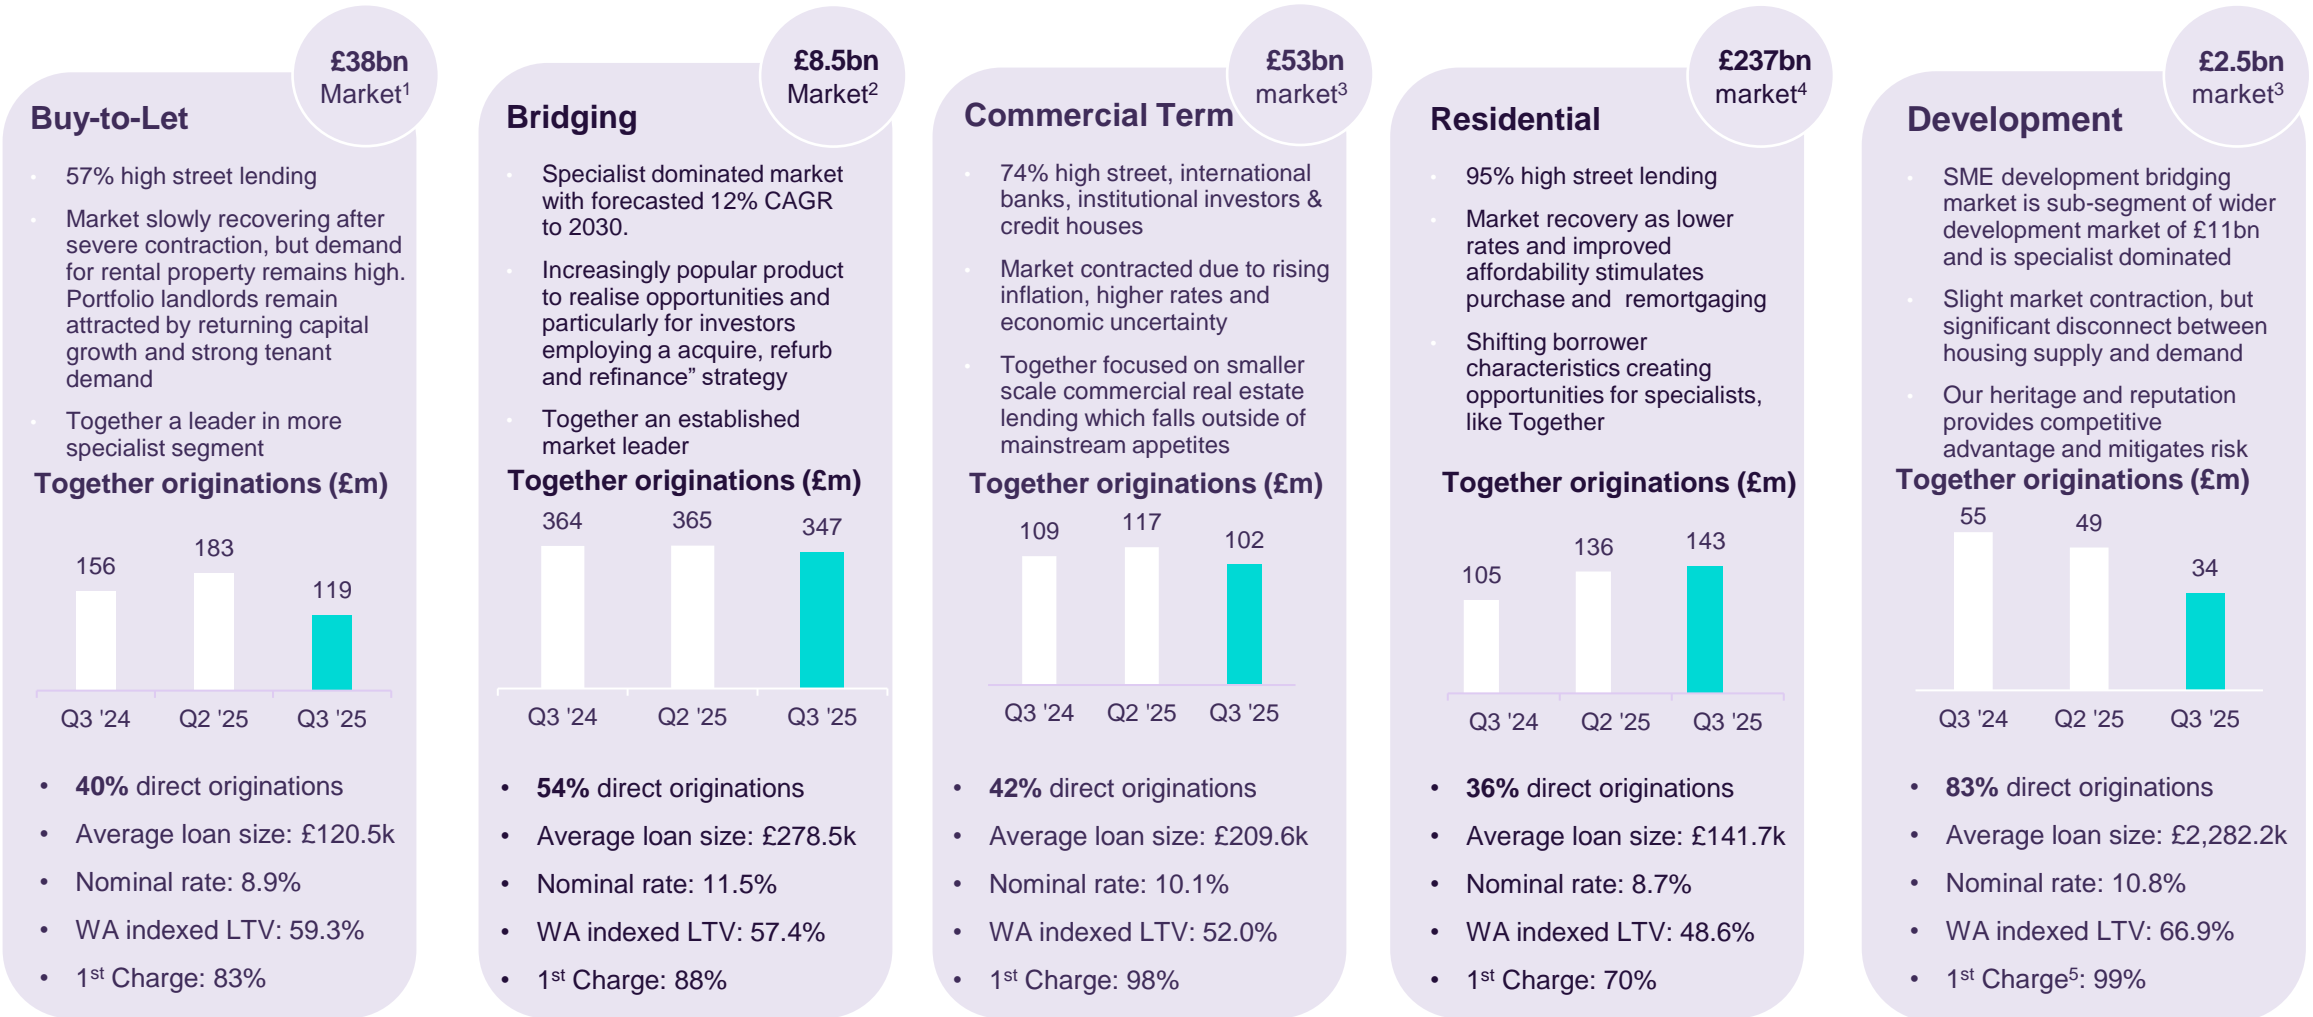 £38bn
Market¹
Buy-to-Let
57% high street lending
Market slowly recovering after
severe contraction, but demand
for rental property remains high.
Portfolio landlords remain
attracted by returning capital
growth and strong tenant
demand
Together a leader in more
specialist segment
Together originations (£m)
156
183
119
Q3 '24
Q2 '25
Q3 '25
• 40% direct originations
• Average loan size: £120.5k
• Nominal rate: 8.9%
• WA indexed LTV: 59.3%
• 1st Charge: 83%
£8.5bn
Market²
Bridging
Specialist dominated market
with forecasted 12% CAGR
to 2030.
Increasingly popular product
to realise opportunities and
particularly for investors
employing a acquire, refurb
and refinance” strategy
Together an established
market leader
Together originations (£m)
364
365
347
Q3 '24
Q2 '25
Q3 '25
• 54% direct originations
• Average loan size: £278.5k
• Nominal rate: 11.5%
• WA indexed LTV: 57.4%
• 1st Charge: 88%
£53bn
market³
Commercial Term
74% high street, international
banks, institutional investors &
credit houses
Market contracted due to rising
inflation, higher rates and
economic uncertainty
Together focused on smaller
scale commercial real estate
lending which falls outside of
mainstream appetites
Together originations (£m)
109
117
102
Q3 '24
Q2 '25
Q3 '25
• 42% direct originations
• Average loan size: £209.6k
• Nominal rate: 10.1%
• WA indexed LTV: 52.0%
• 1st Charge: 98%
£237bn
market⁴
Residential
95% high street lending
Market recovery as lower
rates and improved
affordability stimulates
purchase and  remortgaging
Shifting borrower
characteristics creating
opportunities for specialists,
like Together
Together originations (£m)
105
136
143
Q3 '24
Q2 '25
Q3 '25
• 36% direct originations
• Average loan size: £141.7k
• Nominal rate: 8.7%
• WA indexed LTV: 48.6%
• 1st Charge: 70%
£2.5bn
market³
Development
SME development bridging
market is sub-segment of wider
development market of £11bn
and is specialist dominated
Slight market contraction, but
significant disconnect between
housing supply and demand
Our heritage and reputation
provides competitive
advantage and mitigates risk
Together originations (£m)
55
49
34
Q3 '24
Q2 '25
Q3 '25
• 83% direct originations
• Average loan size: £2,282.2k
• Nominal rate: 10.8%
• WA indexed LTV: 66.9%
• 1st Charge⁵: 99%